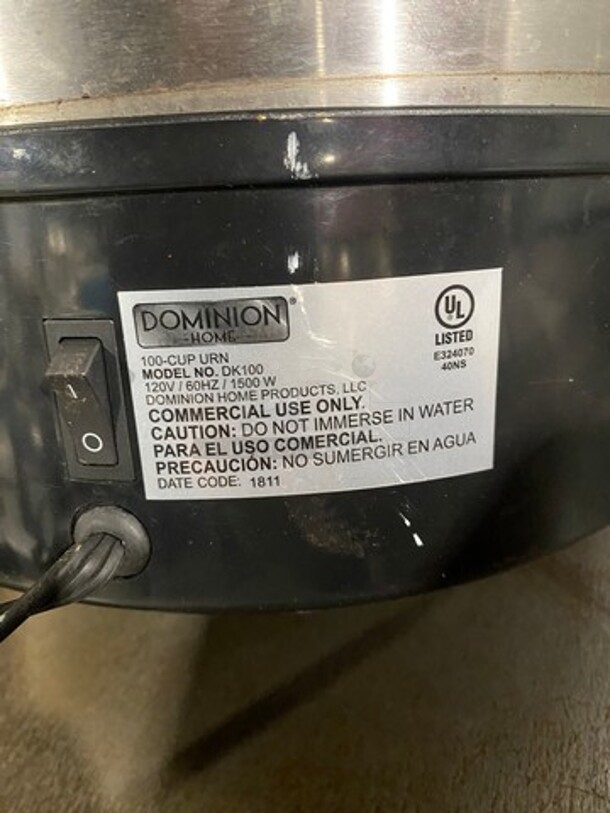 DOMINION®
HOME
100-CUP URN
MODEL NO. DK100
120V / 60HZ / 1500 W
DOMINION HOME PRODUCTS, LLC
COMMERCIAL USE ONLY.
CAUTION: DO NOT IMMERSE IN WATER
PARA EL USO COMERCIAL.
PRECAUCIÓN: NO SUMERGIR EN AGUA
DATE CODE: 1811
UL
LISTED
E324070
40NS
I
O